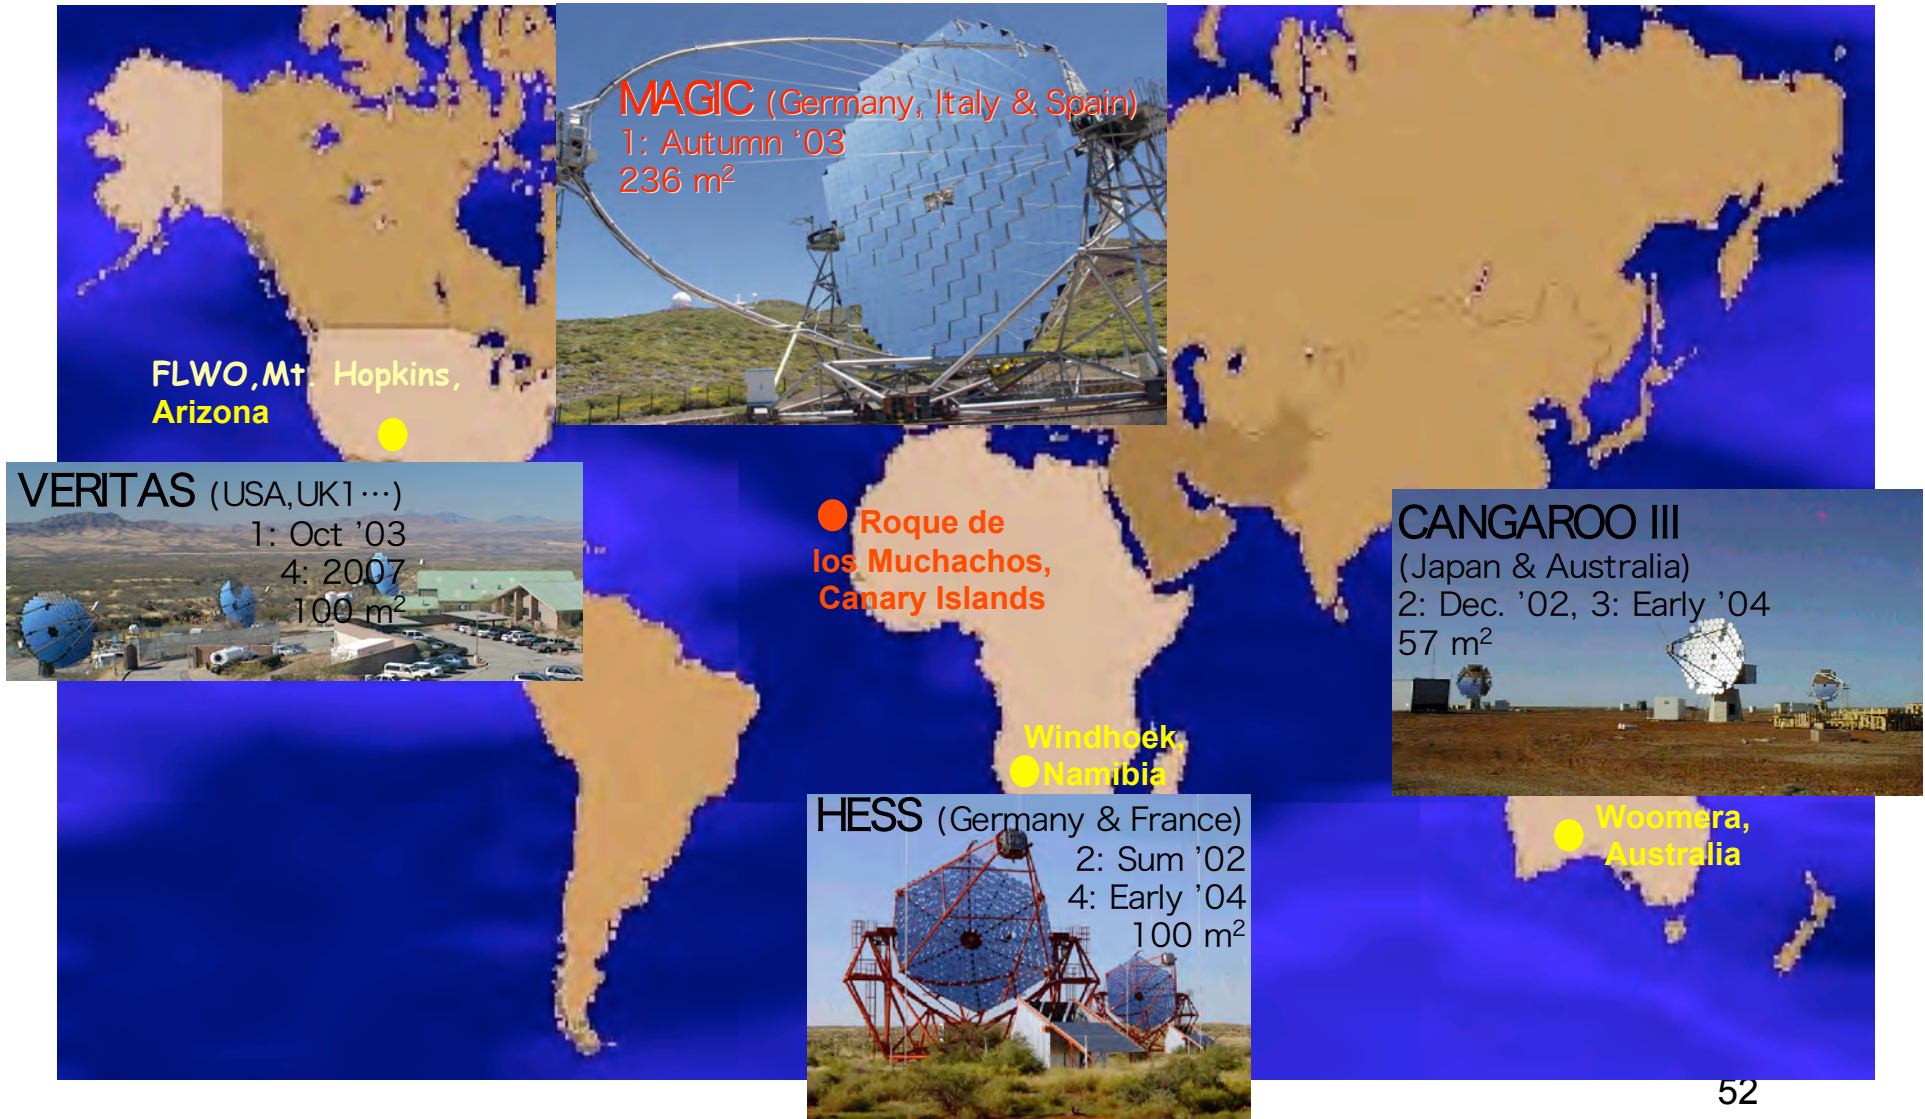 MAGIC (Germany, Italy & Spain)
1: Autumn ‘03
236 m²
FLWO,Mt. Hopkins,
Arizona
VERITAS (USA,UK1⋯)
1: Oct ’03
4: 2007
100 m²
Roque de
los Muchachos,
Canary Islands
CANGAROO III
(Japan & Australia)
2: Dec. ’02, 3: Early ’04
57 m²
Windhoek,
Namibia
HESS (Germany & France)
2: Sum ’02
4: Early ’04
100 m²
Woomera,
Australia
52